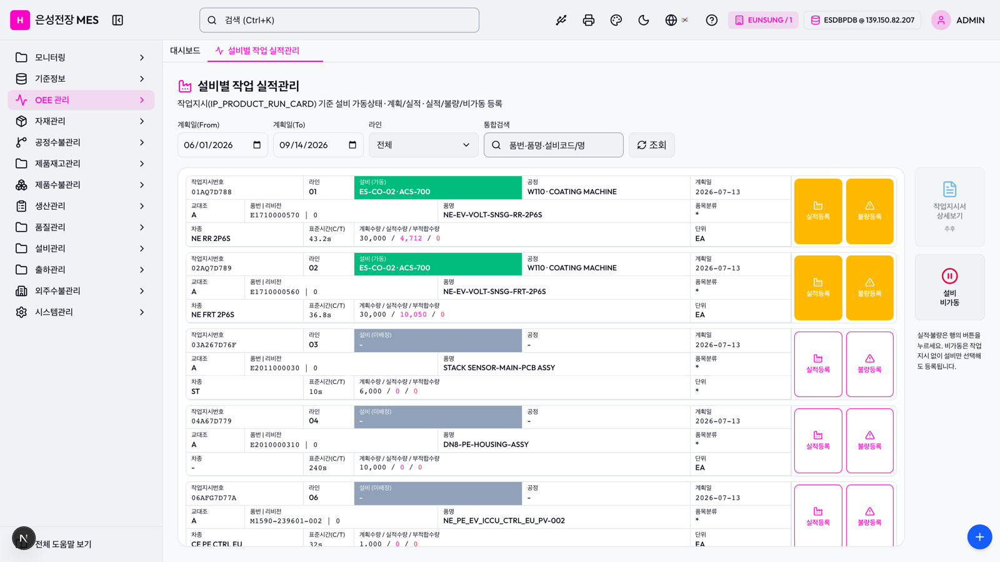 H 은성전장 MES
검색 (Ctrl+K)
EUNSUNG / 1
ESDBPDB @ 139.150.82.207
ADMIN
모니터링
기준정보
OEE 관리
자재관리
공정수불관리
제품재고관리
제품수불관리
생산관리
품질관리
설비관리
출하관리
외주수불관리
시스템관리
N
전체 도움말 보기
대시보드
설비별 작업 실적관리
설비별 작업 실적관리
작업지시(IP_PRODUCT_RUN_CARD) 기준 설비 가동상태 · 계획/실적 · 실적/불량/비가동 등록
계획일(From) 계획일(To) 라인 통합검색
06/01/2026 09/14/2026 전체 품번·품명·설비코드/명 조회
작업지시번호 라인 설비 (가동) 공정 계획일
01AQ7D788 01 ES-CO-02 · ACS-700 W110 · COATING MACHINE 2026-07-13
교대조 품번 | 리비전 품명 품목분류
A E1710000570 | 0 NE-EV-VOLT-SNSG-RR-2P6S *
차종 표준시간(C/T) 계획수량 / 실적수량 / 부적합수량 단위
NE RR 2P6S 43.2s 30,000 / 4,712 / 0 EA
실적등록 불량등록
작업지시번호 라인 설비 (가동) 공정 계획일
02AQ7D789 02 ES-CO-02 · ACS-700 W110 · COATING MACHINE 2026-07-13
교대조 품번 | 리비전 품명 품목분류
A E1710000560 | 0 NE-EV-VOLT-SNSG-FRT-2P6S *
차종 표준시간(C/T) 계획수량 / 실적수량 / 부적합수량 단위
NE FRT 2P6S 36.8s 30,000 / 10,050 / 0 EA
실적등록 불량등록
작업지시번호 라인 설비 (미배정) 공정 계획일
03A267D76F 03 - - 2026-07-13
교대조 품번 | 리비전 품명 품목분류
A E2011000030 | 0 STACK SENSOR-MAIN-PCB ASSY *
차종 표준시간(C/T) 계획수량 / 실적수량 / 부적합수량 단위
ST 10s 6,000 / 0 / 0 *
실적등록 불량등록
작업지시번호 라인 설비 (미배정) 공정 계획일
04A67D779 04 - - 2026-07-13
교대조 품번 | 리비전 품명 품목분류
A E2010000310 | 0 DN8-PE-HOUSING-ASSY *
차종 표준시간(C/T) 계획수량 / 실적수량 / 부적합수량 단위
- 240s 10,000 / 0 / 0 EA
실적등록 불량등록
작업지시번호 라인 설비 (미배정) 공정 계획일
06AFG7D77A 06 - - 2026-07-13
교대조 품번 | 리비전 품명 품목분류
A M1590-239601-002 | 0 NE_PE_EV_ICCU_CTRL_EU_PV-002 *
차종 표준시간(C/T) 계획수량 / 실적수량 / 부적합수량 단위
CE PE CTRL EU 32s 1,000 / 0 / 0 EA
실적등록 불량등록
작업지시서
상세보기
추후
설비
비가동
실적·불량은 행의 버튼을
누르세요. 비가동은 작업
지시 없이 설비만 선택해
도 등록됩니다.